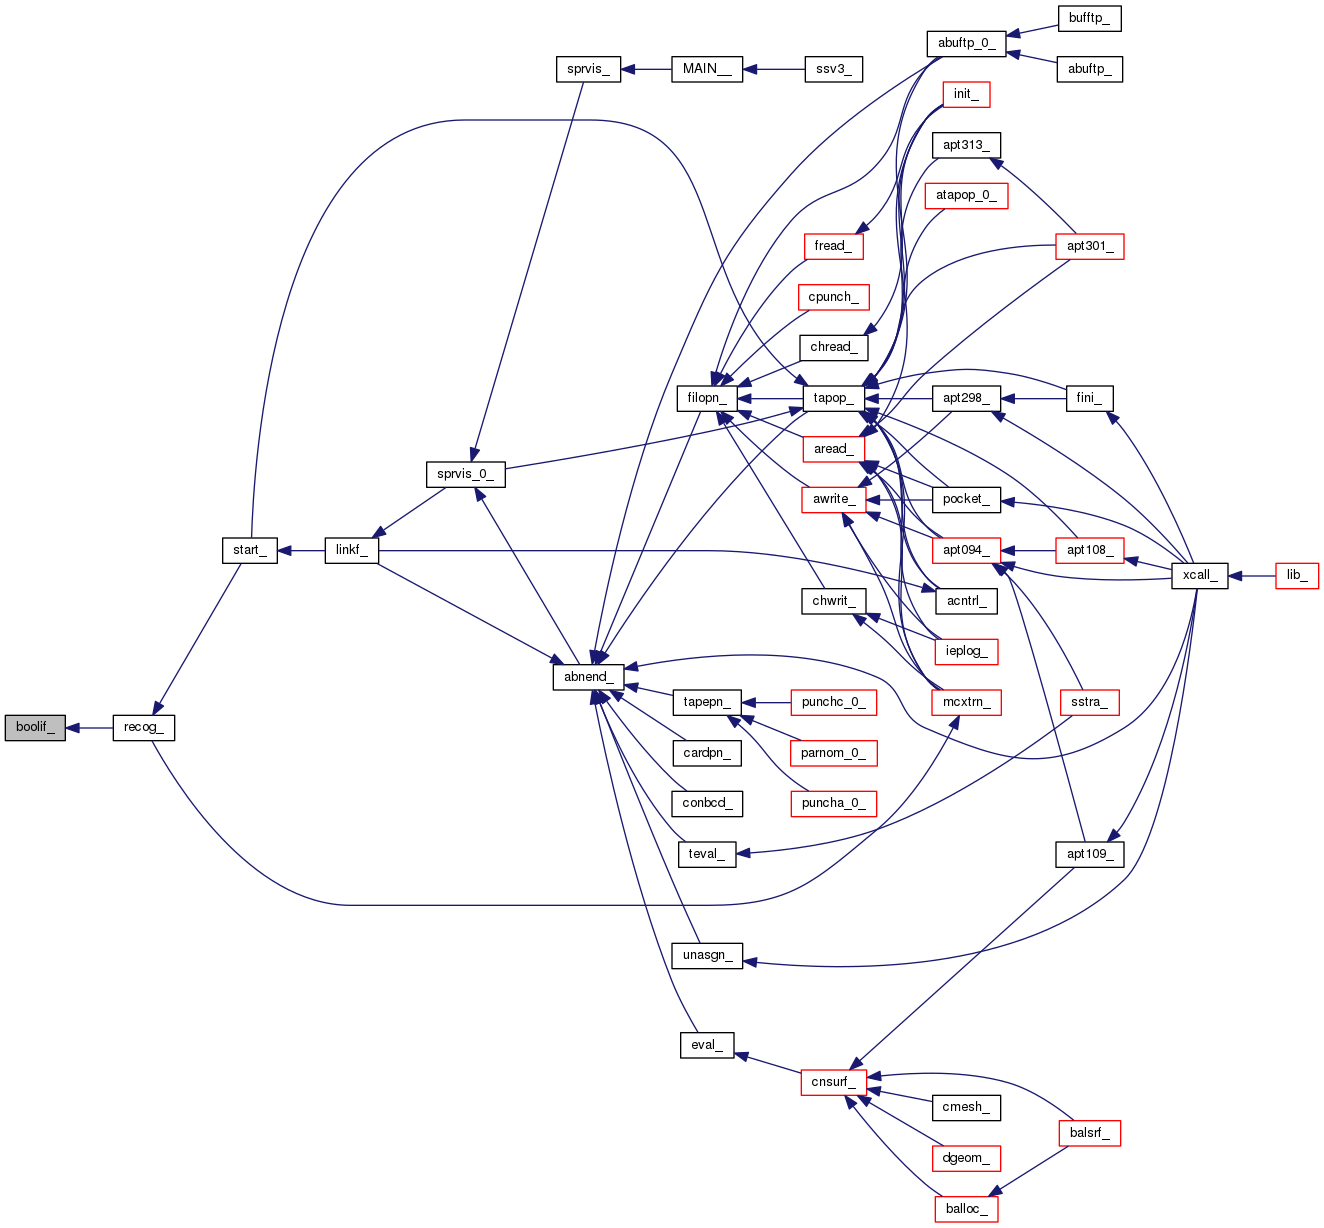 bufftp_
abuftp_0_
sprvis_
MAIN__
ssv3_
abuftp_
init_
apt313_
atapop_0_
fread_
apt301_
cpunch_
chread_
filopn_
tapop_
apt298_
fini_
aread_
sprvis_0_
awrite_
pocket_
start_
linkf_
apt094_
apt108_
xcall_
lib_
chwrit_
acntrl_
ieplog_
abnend_
tapepn_
punchc_0_
mcxtrn_
sstra_
boolif_
recog_
cardpn_
parnom_0_
conbcd_
puncha_0_
teval_
apt109_
unasgn_
eval_
cnsurf_
cmesh_
balsrf_
dgeom_
balloc_